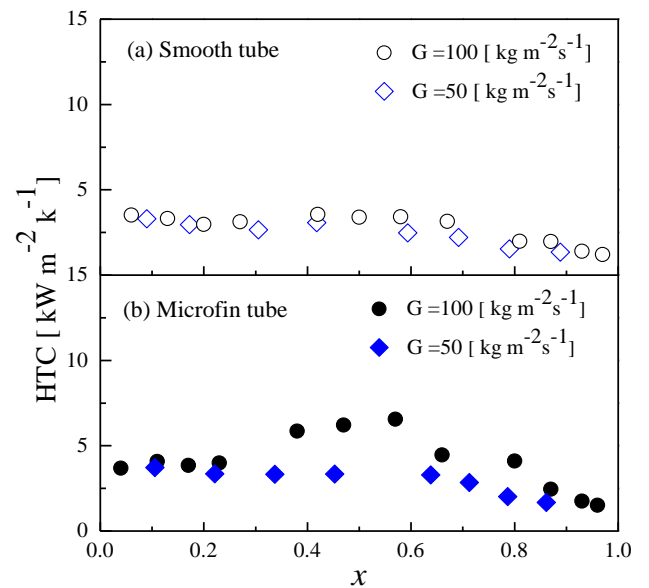 15
(a) Smooth tube
G =100 [ kg m-2s-1]
G =50 [ kg m-2s-1]
10
5
15
HTC [ kW m-2 k-1]
(b) Microfin tube
G =100 [ kg m-2s-1]
G =50 [ kg m-2s-1]
10
5
0
0.0 0.2 0.4 0.6 0.8 1.0
x